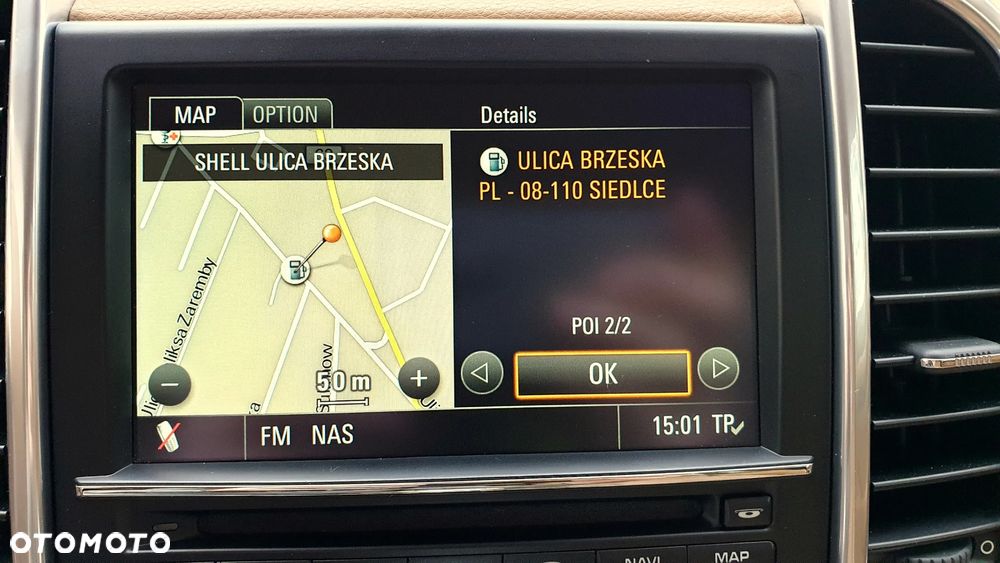 MAP
OPTION
Details
SHELL ULICA BRZESKA
ULICA BRZESKA
PL - 08-110 SIEDLCE
Zaremby
POI 2/2
OK
50 m
FM NAS
15:01 TP
OTOMOTO
NAVI
MAP